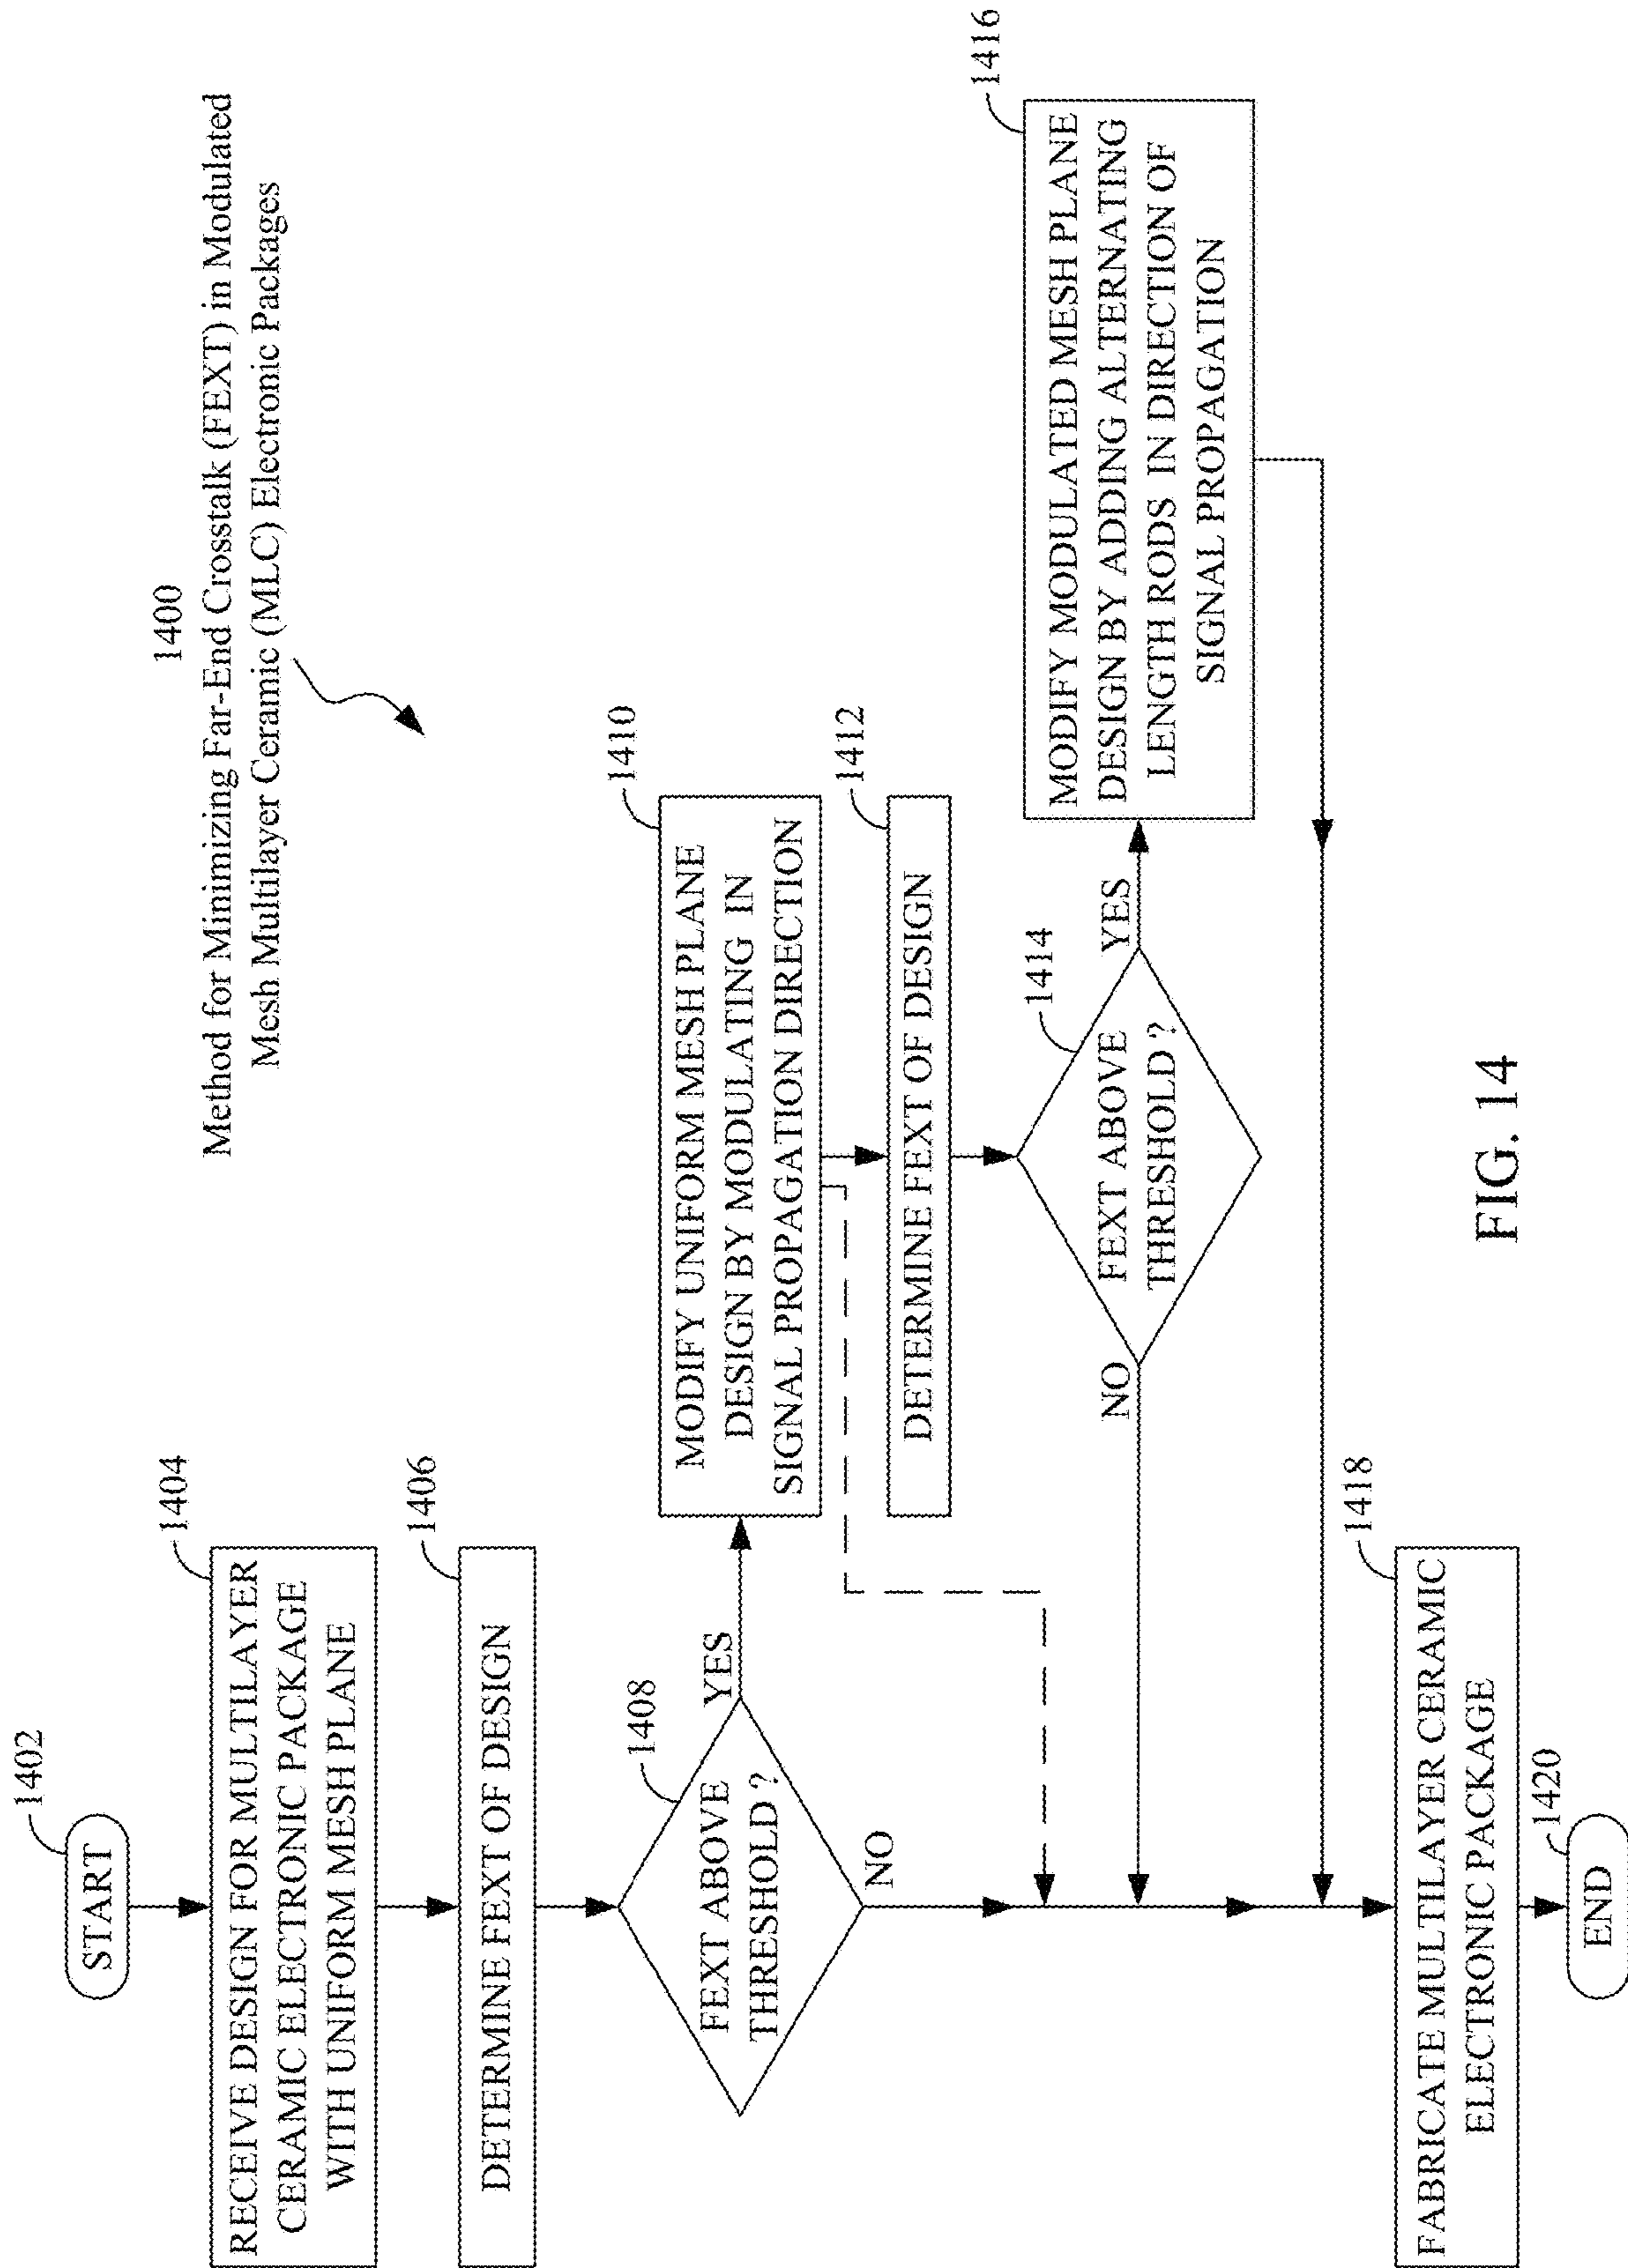 1400
Method for Minimizing Far-End Crosstalk (FEXT) in Modulated
Mesh Multilayer Ceramic (MLC) Electronic Packages
1402
START
1404
RECEIVE DESIGN FOR MULTILAYER
CERAMIC ELECTRONIC PACKAGE
WITH UNIFORM MESH PLANE
1406
DETERMINE FEXT OF DESIGN
1408
FEXT ABOVE
THRESHOLD ?
YES
NO
1410
MODIFY UNIFORM MESH PLANE
DESIGN BY MODULATING IN
SIGNAL PROPAGATION DIRECTION
1412
DETERMINE FEXT OF DESIGN
1414
FEXT ABOVE
THRESHOLD ?
YES
NO
1416
MODIFY MODULATED MESH PLANE
DESIGN BY ADDING ALTERNATING
LENGTH RODS IN DIRECTION OF
SIGNAL PROPAGATION
1418
FABRICATE MULTILAYER CERAMIC
ELECTRONIC PACKAGE
1420
END
FIG. 14